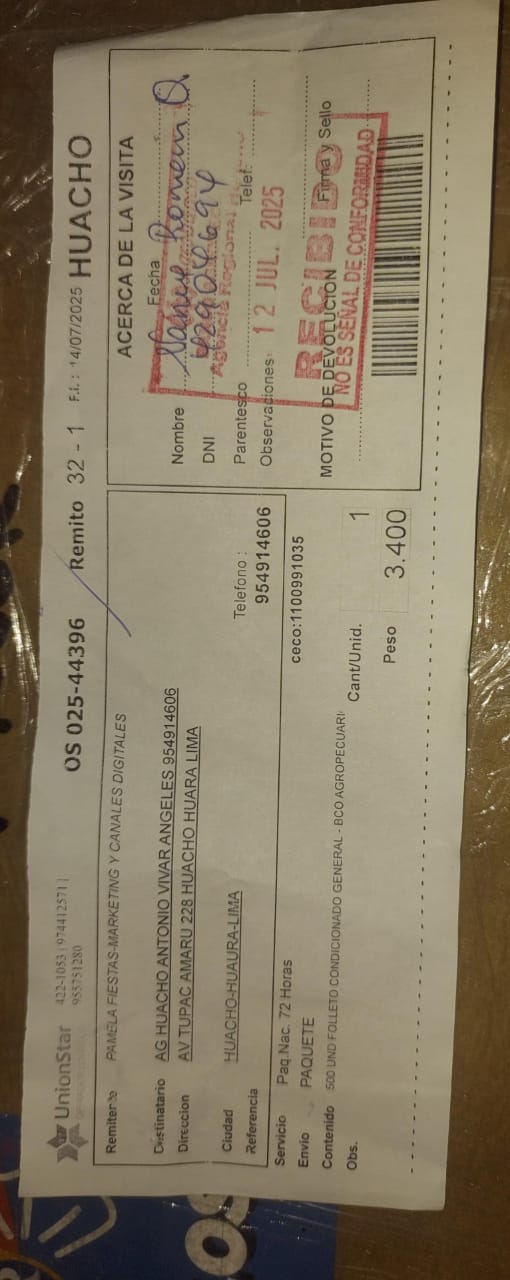 UnionStar
422-1053 | 974412571 |
955751280
OS 025-44396 Remito 32 - 1 F.I. : 14/07/2025 HUACHO
Remitente PAMELA FIESTAS-MARKETING Y CANALES DIGITALES
Destinatario AG HUACHO ANTONIO VIVAR ANGELES 954914606
Direccion AV TUPAC AMARU 228 HUACHO HUARA LIMA
Ciudad HUACHO-HUAURA-LIMA
Telefono :
954914606
Referencia
Servicio Paq.Nac. 72 Horas
ceco:1100991035
Envio PAQUETE
Contenido 500 UND FOLLETO CONDICIONADO GENERAL - BCO AGROPECUARI
Cant/Unid. 1
Obs.
Peso 3.400
ACERCA DE LA VISITA
Fecha
Nombre
DNI
Agencia Regional
Parentesco Telef:
Observaciones:
12 JUL. 2025
RECIBIDO
MOTIVO DE DEVOLUCIÓN Firma y Sello
NO ES SEÑAL DE CONFORMIDAD
OS